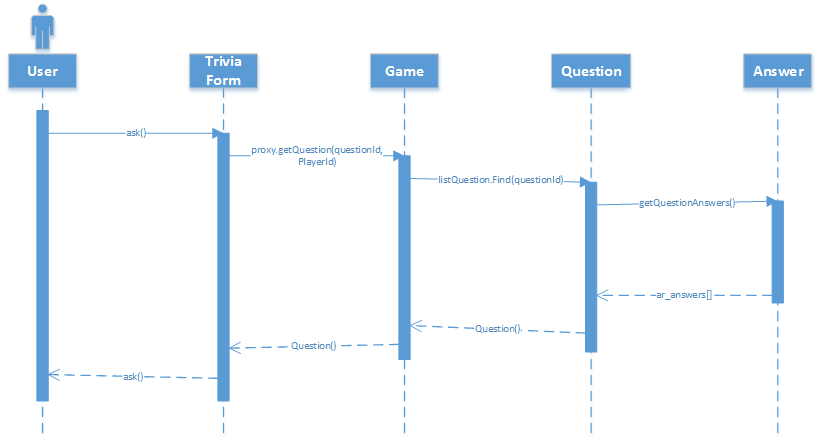 User
Trivia
Form
Game
Question
Answer
ask()
proxy.getQuestion(questionId,
PlayerId)
listQuestion.Find(questionId)
getQuestionAnswers()
ar_answers[]
Question()
Question()
ask()